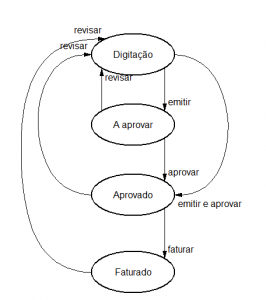 revisar
revisar
Digitação
revisar
emitir
A aprovar
aprovar
Aprovado
emitir e aprovar
faturar
Faturado